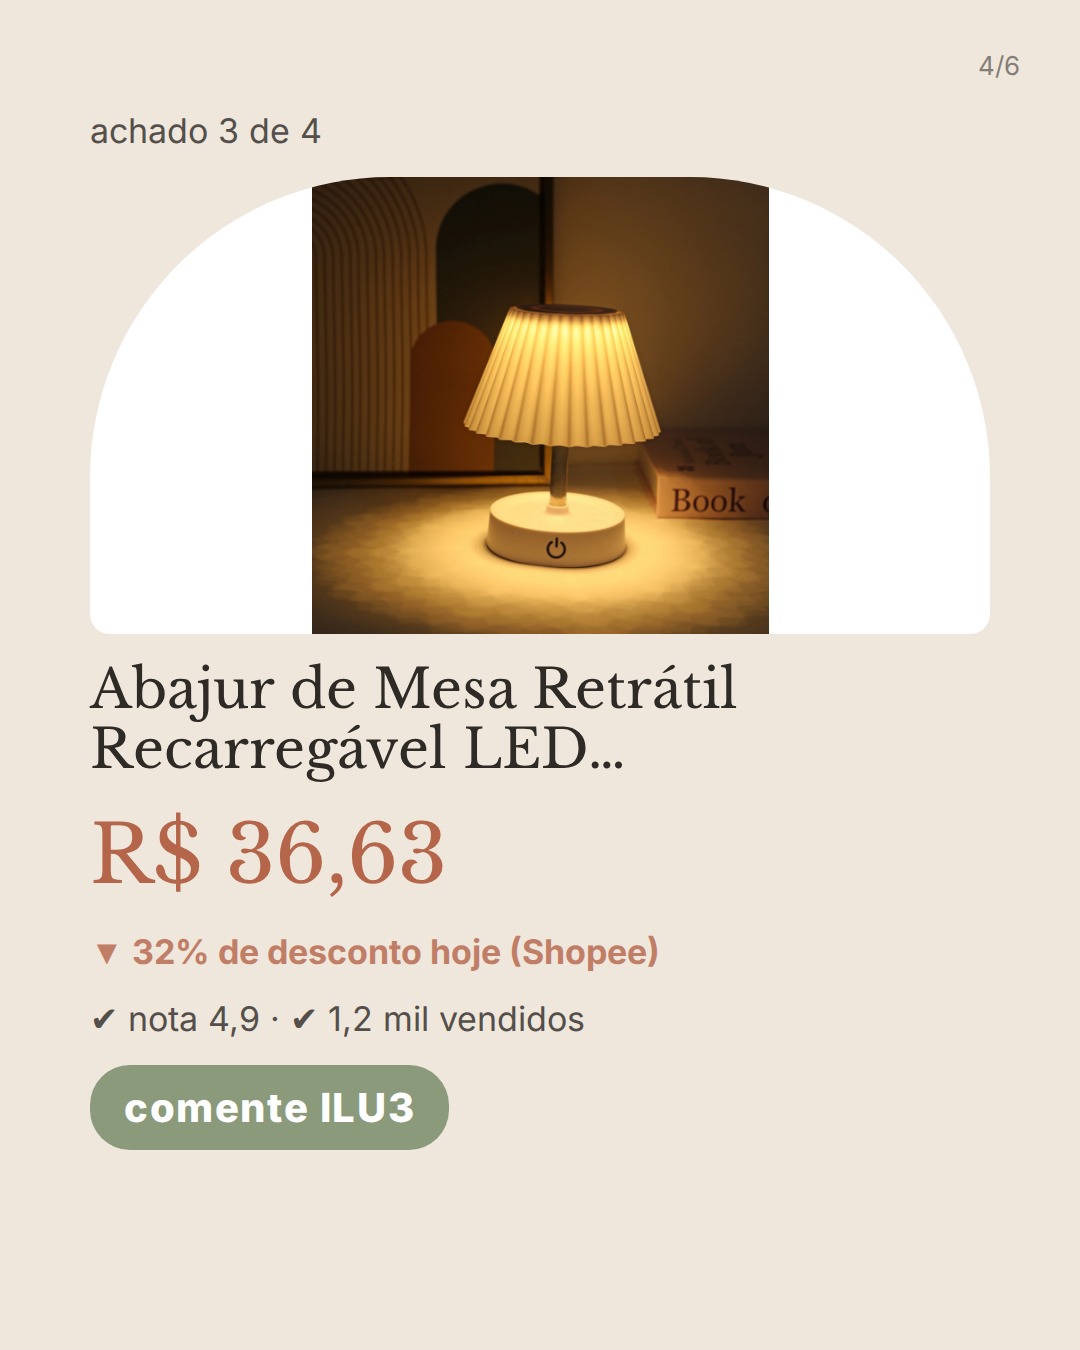 4/6
achado 3 de 4
Book
Abajur de Mesa Retrátil
Recarregável LED...
R$ 36,63
▼ 32% de desconto hoje (Shopee)
✔ nota 4,9 · ✔ 1,2 mil vendidos
comente ILU3